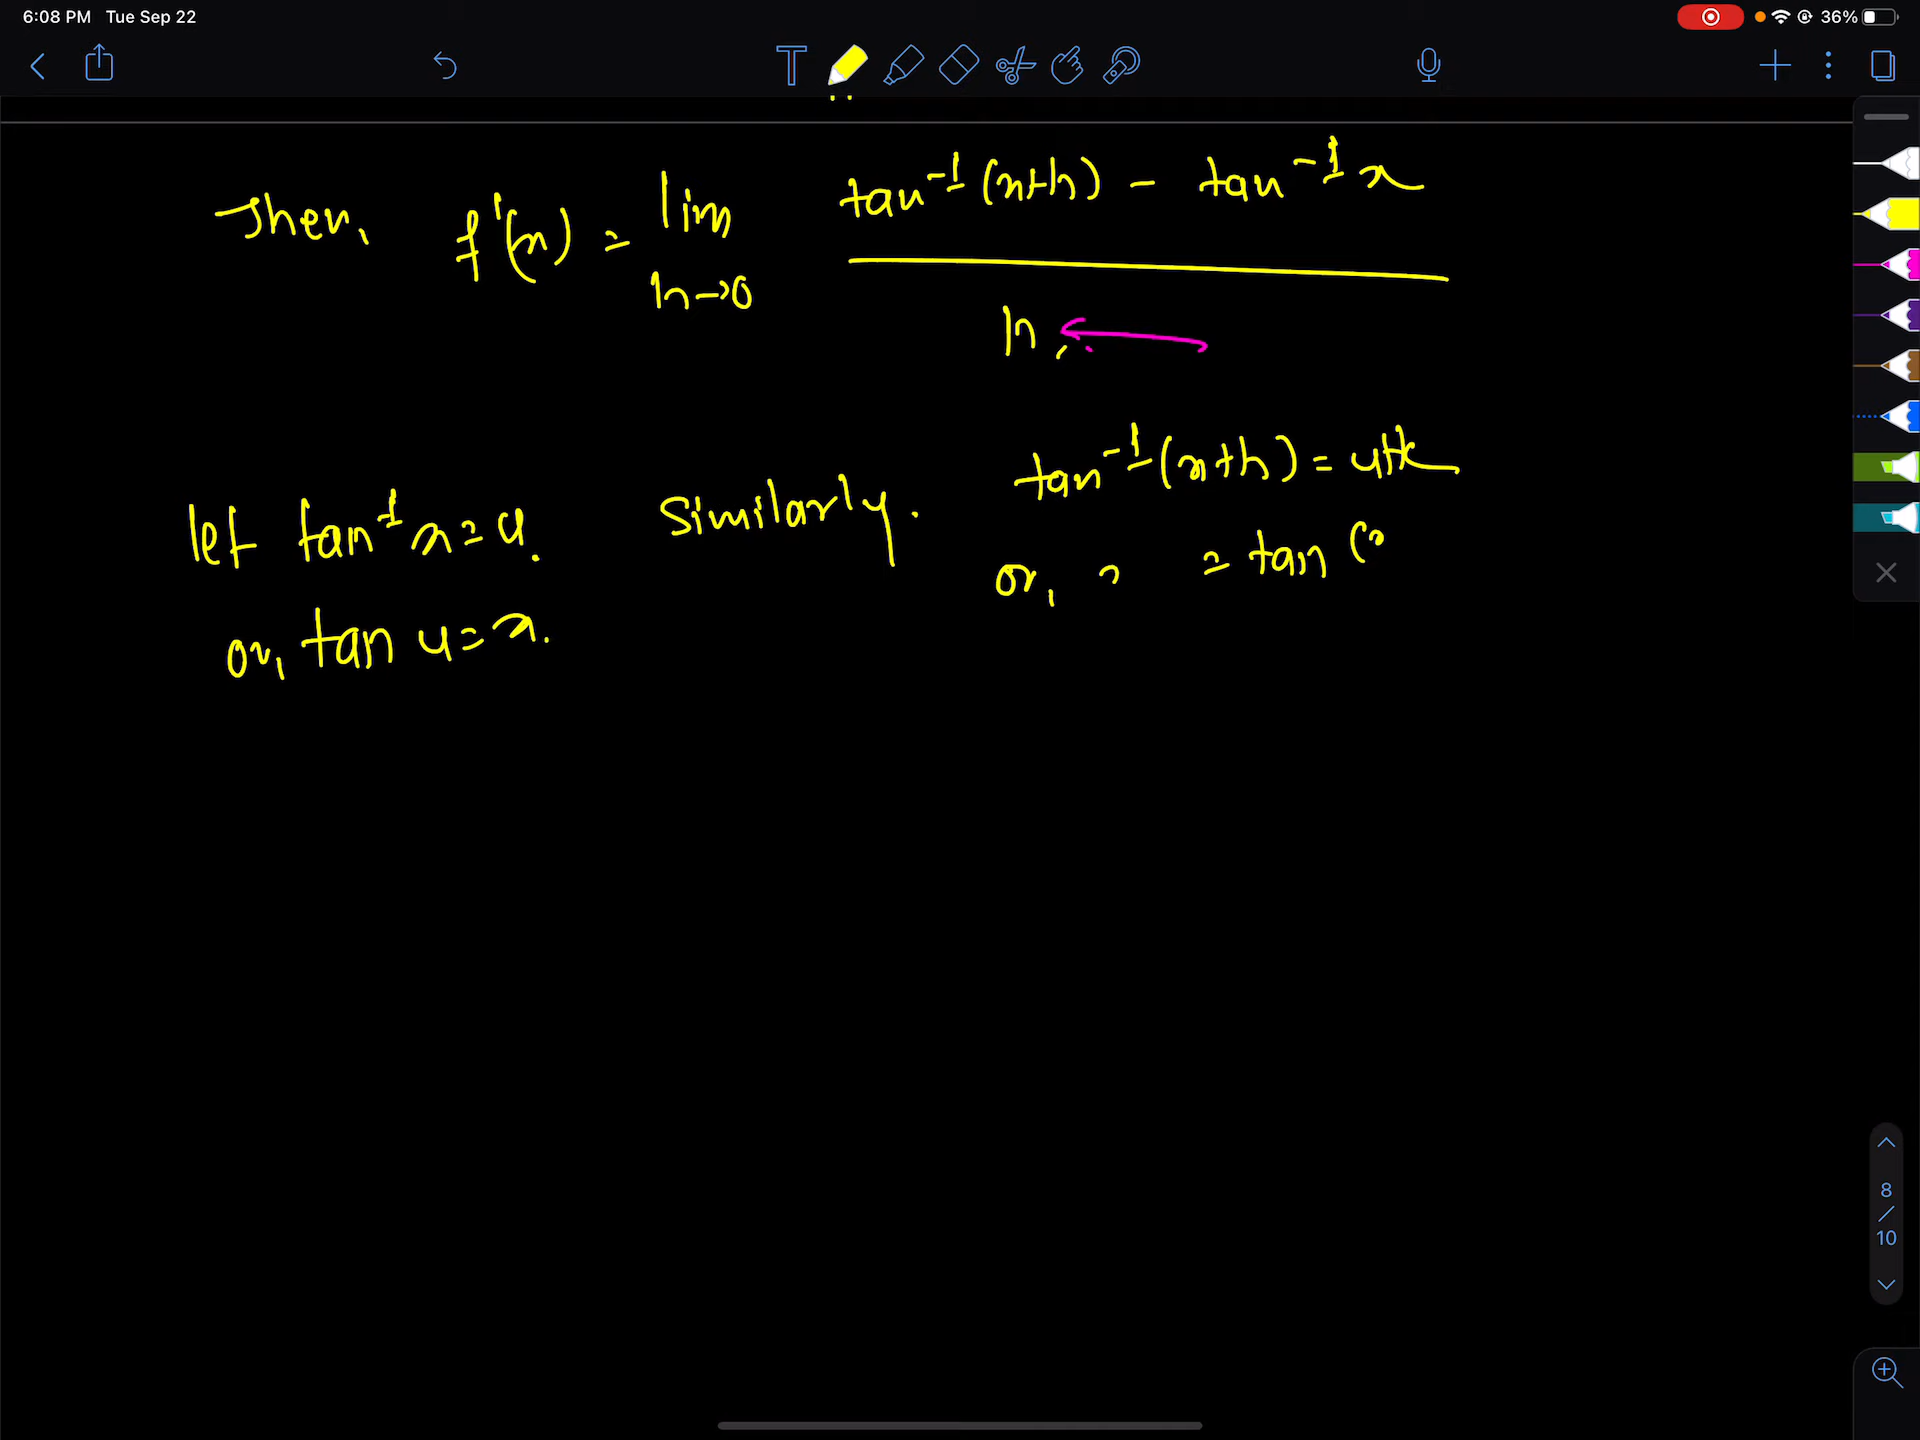 6:08 PM Tue Sep 22
36%
Then, f'(x) = lim h→0 tan⁻¹(x+h) - tan⁻¹x
h.
let tan⁻¹x = u. Similarly. tan⁻¹(x+h) = u+k
or, = tan (
or, tan u = x.
8
/
10